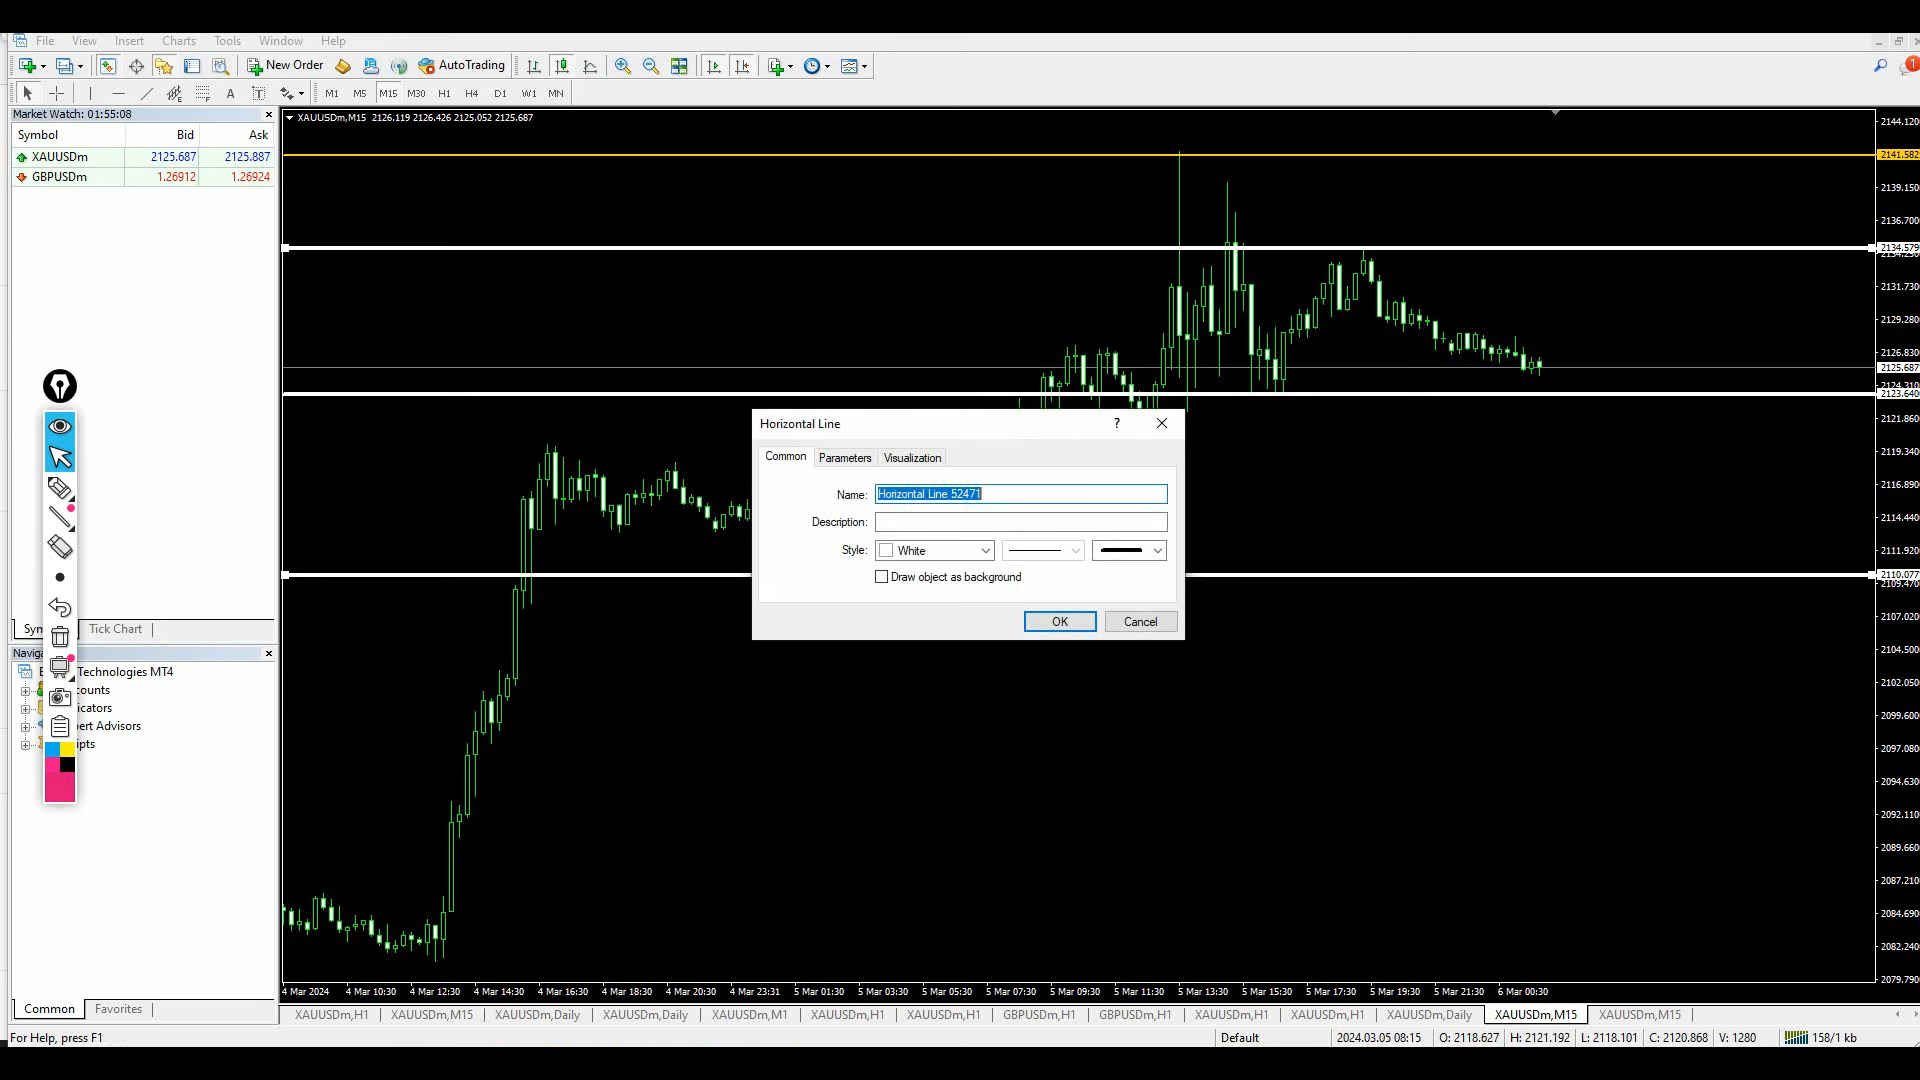 File View Insert Charts Tools Window Help
New Order AutoTrading
1
A T M1 M5 M15 M30 H1 H4 D1 W1 MN
Market Watch: 01:55:08
Symbol Bid Ask
XAUUSDm 2125.687 2125.887
GBPUSDm 1.26912 1.26924
Tick Chart
Technologies MT4
Common Favorites
XAUUSDm,M15 2126.119 2126.426 2125.052 2125.687
2144.120
2141.582
2139.150
2136.700
2134.579
2131.730
2129.280
2126.830
2125.687
2124.310
2123.640
2121.860
2119.340
2116.890
2114.440
2111.920
2110.077
2109.470
2107.020
2104.500
2102.050
2099.600
2097.080
2094.630
2092.110
2089.660
2087.210
2084.690
2082.240
2079.790
Horizontal Line ?
Common Parameters Visualization
Name: Horizontal Line 52471
Description:
Style: White
Draw object as background
OK Cancel
4 Mar 2024 4 Mar 10:30 4 Mar 12:30 4 Mar 14:30 4 Mar 16:30 4 Mar 18:30 4 Mar 20:30 4 Mar 23:31 5 Mar 01:30 5 Mar 03:30 5 Mar 05:30 5 Mar 07:30 5 Mar 09:30 5 Mar 11:30 5 Mar 13:30 5 Mar 15:30 5 Mar 17:30 5 Mar 19:30 5 Mar 21:30 6 Mar 00:30
XAUUSDm,H1 XAUUSDm,M15 XAUUSDm,Daily XAUUSDm,Daily XAUUSDm,M1 XAUUSDm,H1 XAUUSDm,H1 GBPUSDm,H1 GBPUSDm,H1 XAUUSDm,H1 XAUUSDm,H1 XAUUSDm,Daily XAUUSDm,M15 XAUUSDm,M15
For Help, press F1 Default 2024.03.05 08:15 O: 2118.627 H: 2121.192 L: 2118.101 C: 2120.868 V: 1280 158/1 kb